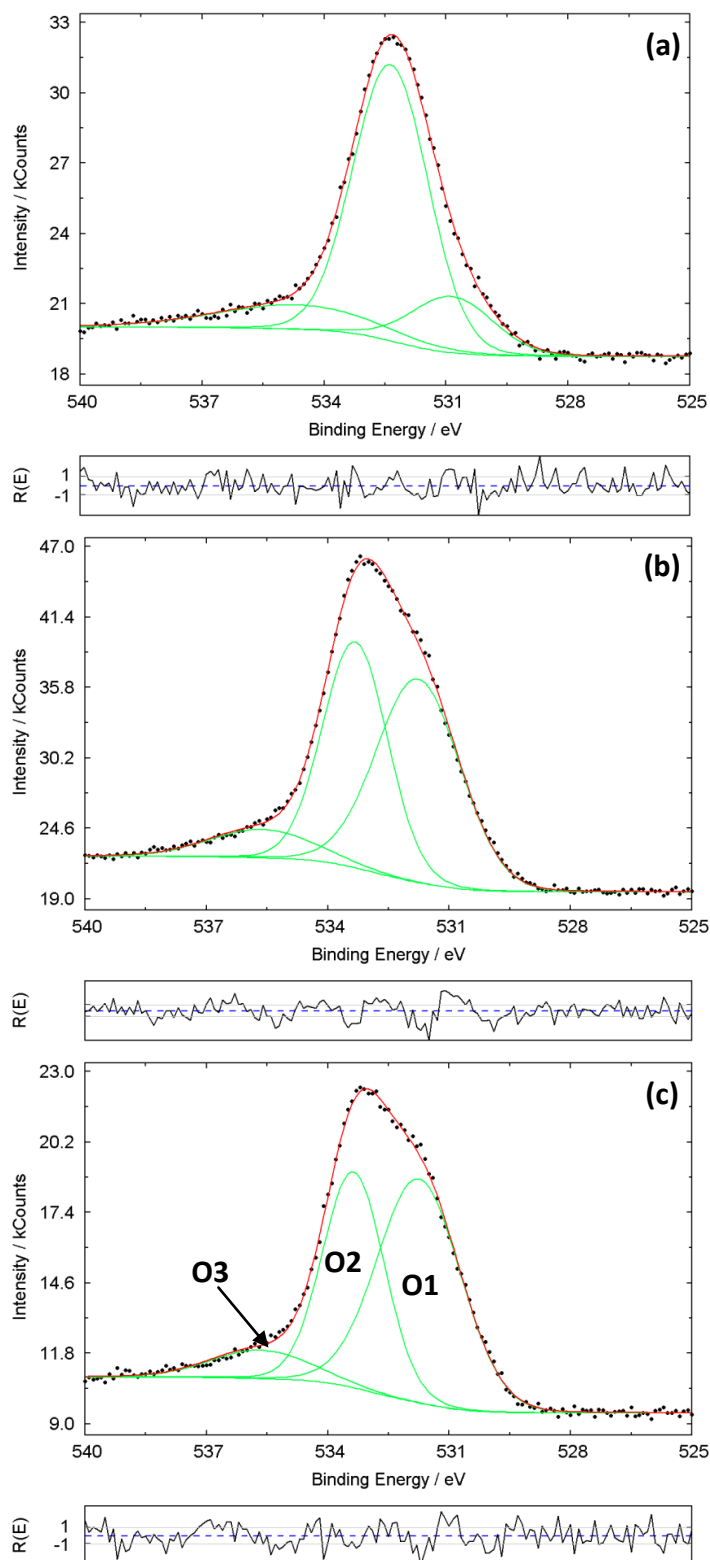 (a)
33
30
27
24
21
18
Intensity / kCounts
540 537 534 531 528 525
Binding Energy / eV
R(E)
1
-1
(b)
47.0
41.4
35.8
30.2
24.6
19.0
Intensity / kCounts
540 537 534 531 528 525
Binding Energy / eV
R(E)
(c)
23.0
20.2
17.4
14.6
11.8
9.0
Intensity / kCounts
O3
O2
O1
540 537 534 531 528 525
Binding Energy / eV
R(E)
1
-1